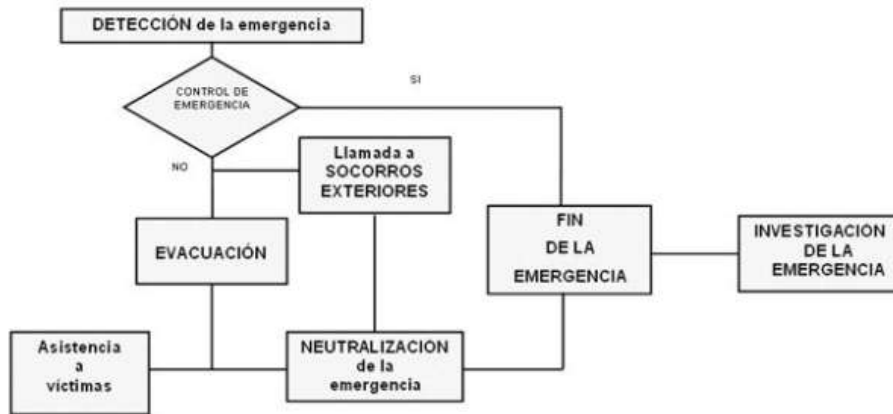 DETECCIÓN de la emergencia
SI
CONTROL DE
EMERGENCIA
NO
Llamada a
SOCORROS
EXTERIORES
EVACUACIÓN
FIN
DE LA
EMERGENCIA
INVESTIGACION
DE LA
EMERGENCIA
Asistencia
a
víctimas
NEUTRALIZACION
de la
emergencia